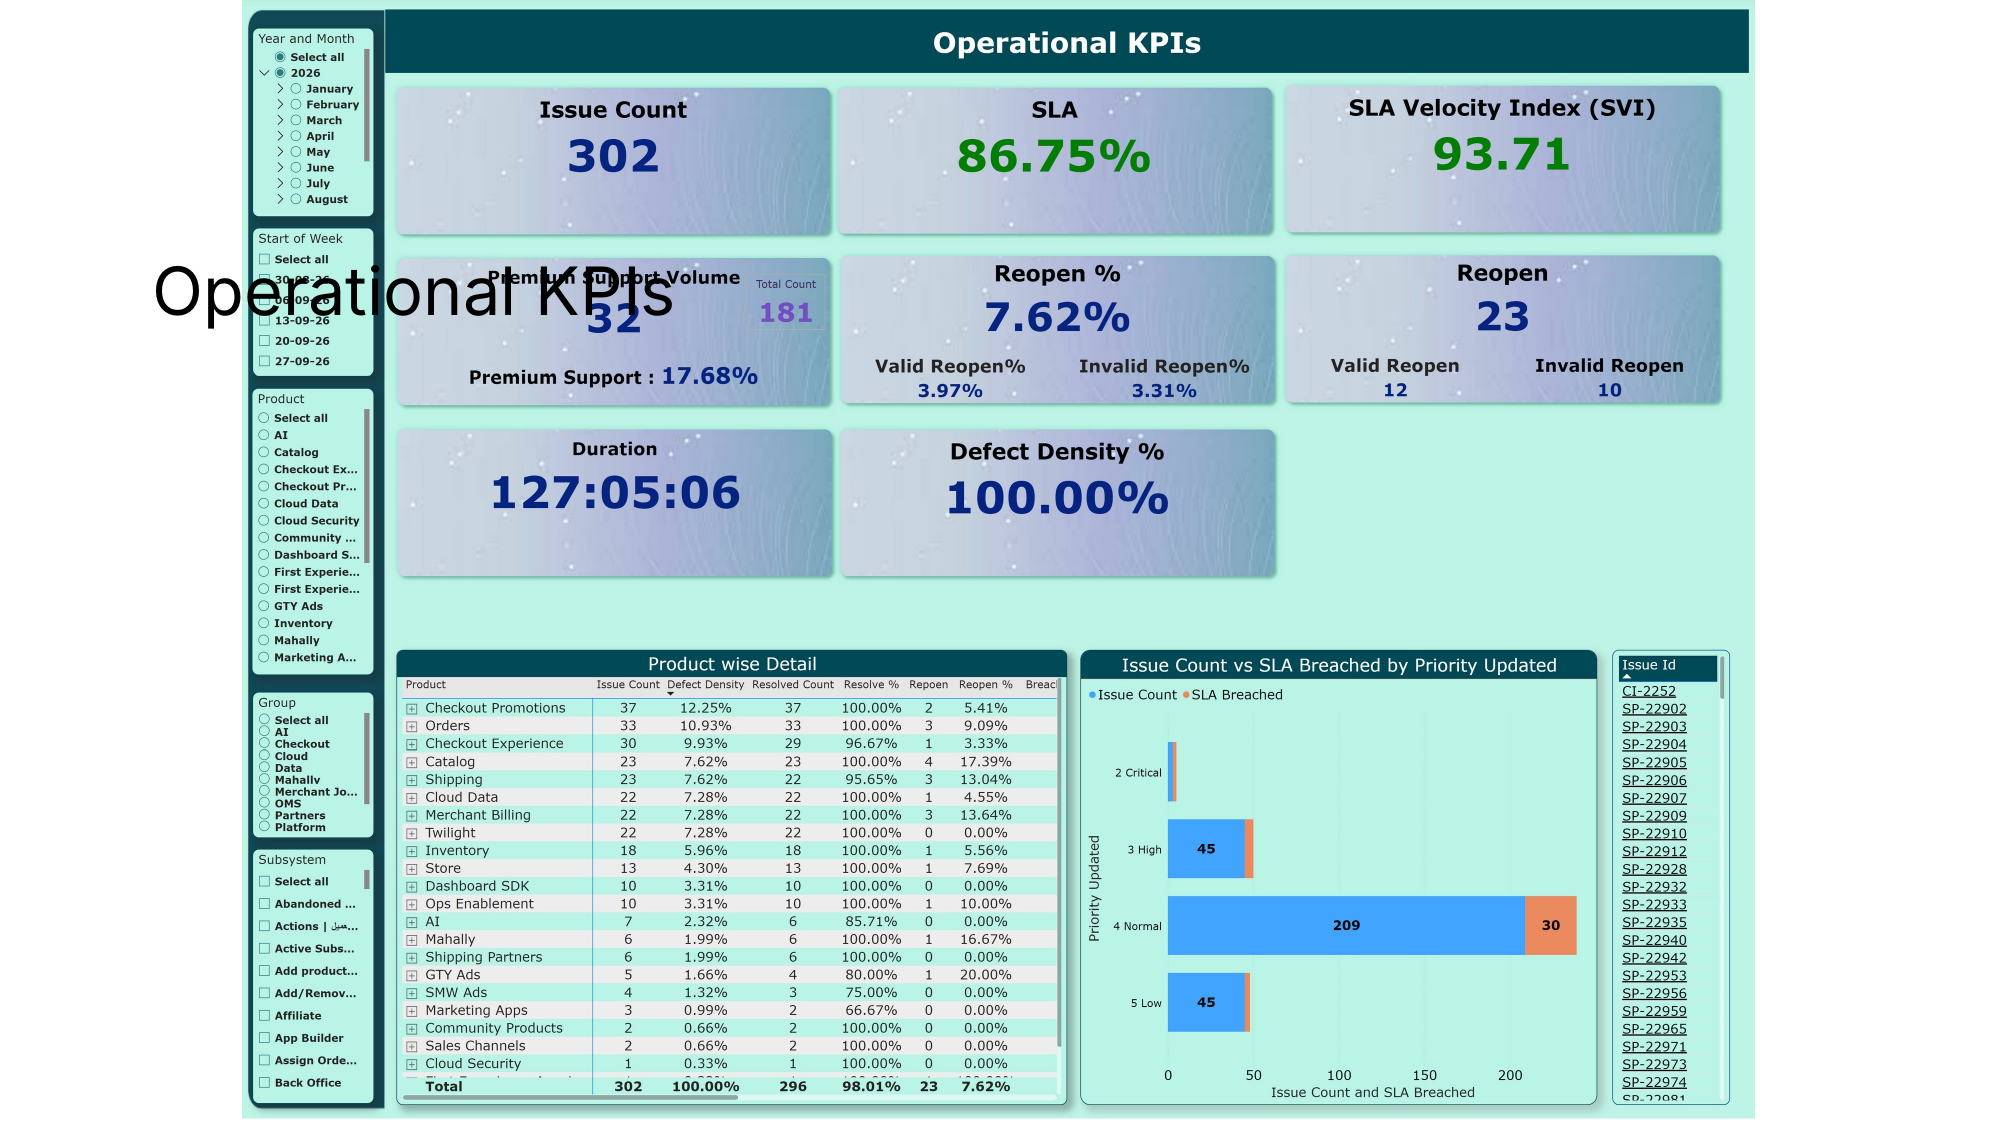 Operational KPIs
Year and Month
Select all
2026
January
February
March
April
May
June
July
August
Start of Week
Select all
30-08-26
06-09-26
13-09-26
20-09-26
27-09-26
Product
Select all
AI
Catalog
Checkout Ex...
Checkout Pr...
Cloud Data
Cloud Security
Community ...
Dashboard S...
First Experie...
First Experie...
GTY Ads
Inventory
Mahally
Marketing A...
Group
Select all
AI
Checkout
Cloud
Data
Mahally
Merchant Jo...
OMS
Partners
Platform
Subsystem
Select all
Abandoned ...
Actions | ...
Active Subs...
Add product...
Add/Remov...
Affiliate
App Builder
Assign Orde...
Back Office
Operational KPIs
Issue Count
302
SLA
86.75%
SLA Velocity Index (SVI)
93.71
Premium Support Volume
32
Total Count
181
Premium Support : 17.68%
Reopen %
7.62%
Valid Reopen% Invalid Reopen%
3.97% 3.31%
Reopen
23
Valid Reopen Invalid Reopen
12 10
Duration
127:05:06
Defect Density %
100.00%
Product wise Detail
Product Issue Count Defect Density Resolved Count Resolve % Repoen Reopen % Breac
Checkout Promotions 37 12.25% 37 100.00% 2 5.41%
Orders 33 10.93% 33 100.00% 3 9.09%
Checkout Experience 30 9.93% 29 96.67% 1 3.33%
Catalog 23 7.62% 23 100.00% 4 17.39%
Shipping 23 7.62% 22 95.65% 3 13.04%
Cloud Data 22 7.28% 22 100.00% 1 4.55%
Merchant Billing 22 7.28% 22 100.00% 3 13.64%
Twilight 22 7.28% 22 100.00% 0 0.00%
Inventory 18 5.96% 18 100.00% 1 5.56%
Store 13 4.30% 13 100.00% 1 7.69%
Dashboard SDK 10 3.31% 10 100.00% 0 0.00%
Ops Enablement 10 3.31% 10 100.00% 1 10.00%
AI 7 2.32% 6 85.71% 0 0.00%
Mahally 6 1.99% 6 100.00% 1 16.67%
Shipping Partners 6 1.99% 6 100.00% 0 0.00%
GTY Ads 5 1.66% 4 80.00% 1 20.00%
SMW Ads 4 1.32% 3 75.00% 0 0.00%
Marketing Apps 3 0.99% 2 66.67% 0 0.00%
Community Products 2 0.66% 2 100.00% 0 0.00%
Sales Channels 2 0.66% 2 100.00% 0 0.00%
Cloud Security 1 0.33% 1 100.00% 0 0.00%
Total 302 100.00% 296 98.01% 23 7.62%
Issue Count vs SLA Breached by Priority Updated
Issue Count SLA Breached
Priority Updated
2 Critical
3 High 45
4 Normal 209 30
5 Low 45
0 50 100 150 200
Issue Count and SLA Breached
Issue Id
CI-2252
SP-22902
SP-22903
SP-22904
SP-22905
SP-22906
SP-22907
SP-22909
SP-22910
SP-22912
SP-22928
SP-22932
SP-22933
SP-22935
SP-22940
SP-22942
SP-22953
SP-22956
SP-22959
SP-22965
SP-22971
SP-22973
SP-22974
SP-22981